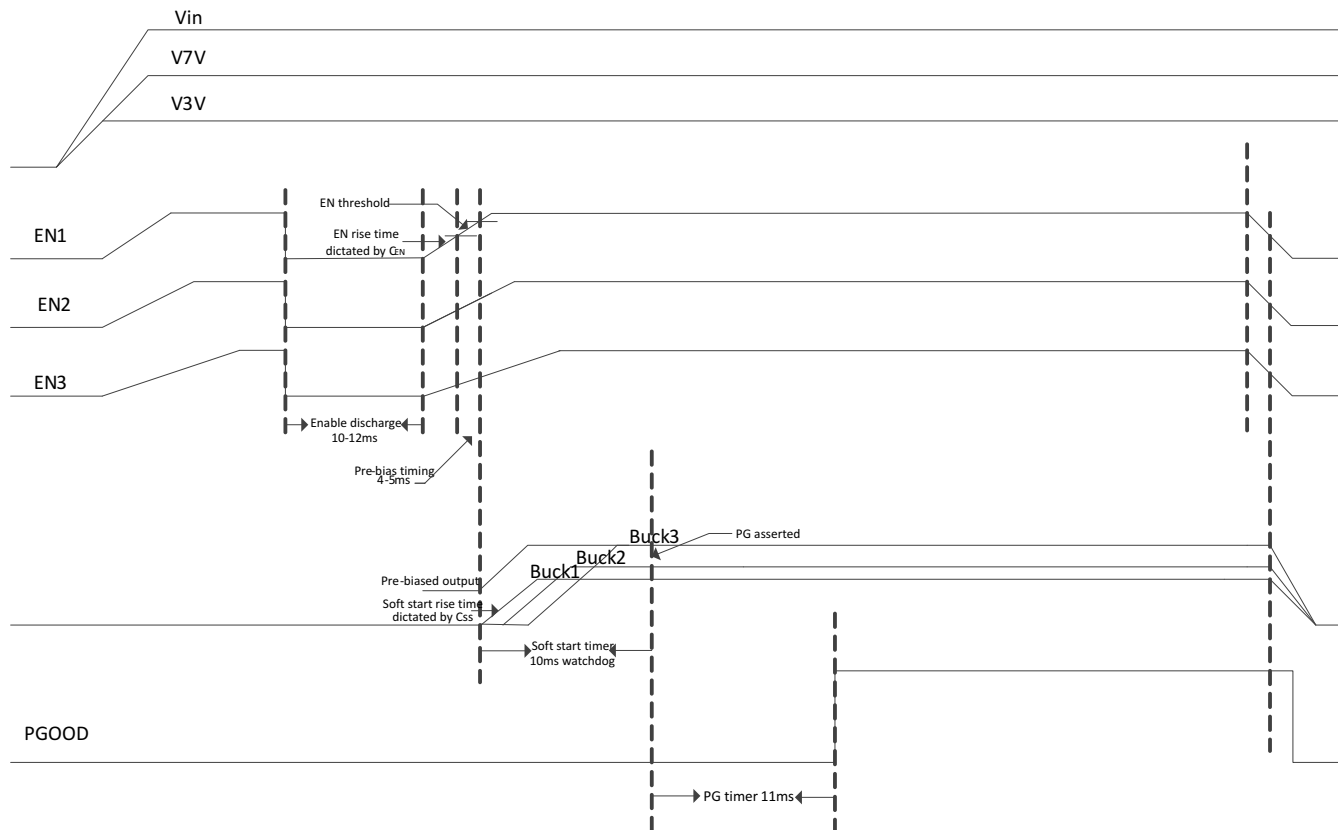 Vin
V7V
V3V
EN threshold
EN1
EN rise time
dictated by CEN
EN2
EN3
Enable discharge
10-12ms
Pre-bias timing
4-5ms
Buck3
PG asserted
Buck2
Buck1
Pre-biased output
Soft start rise time
dictated by Css
Soft start timer
10ms watchdog
PGOOD
PG timer 11ms